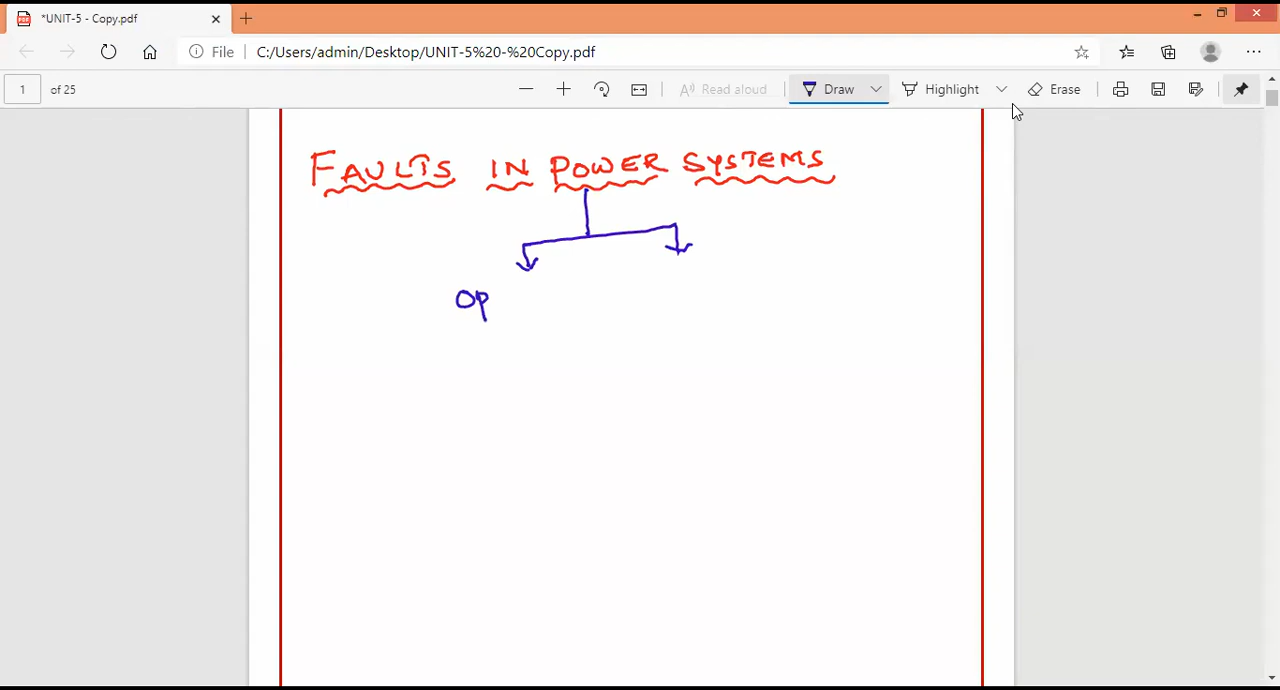 *UNIT-5 - Copy.pdf
File
C:/Users/admin/Desktop/UNIT-5%20-%20Copy.pdf
1 of 25
Read aloud
Draw
Highlight
Erase
FAULTS IN POWER SYSTEMS
Op